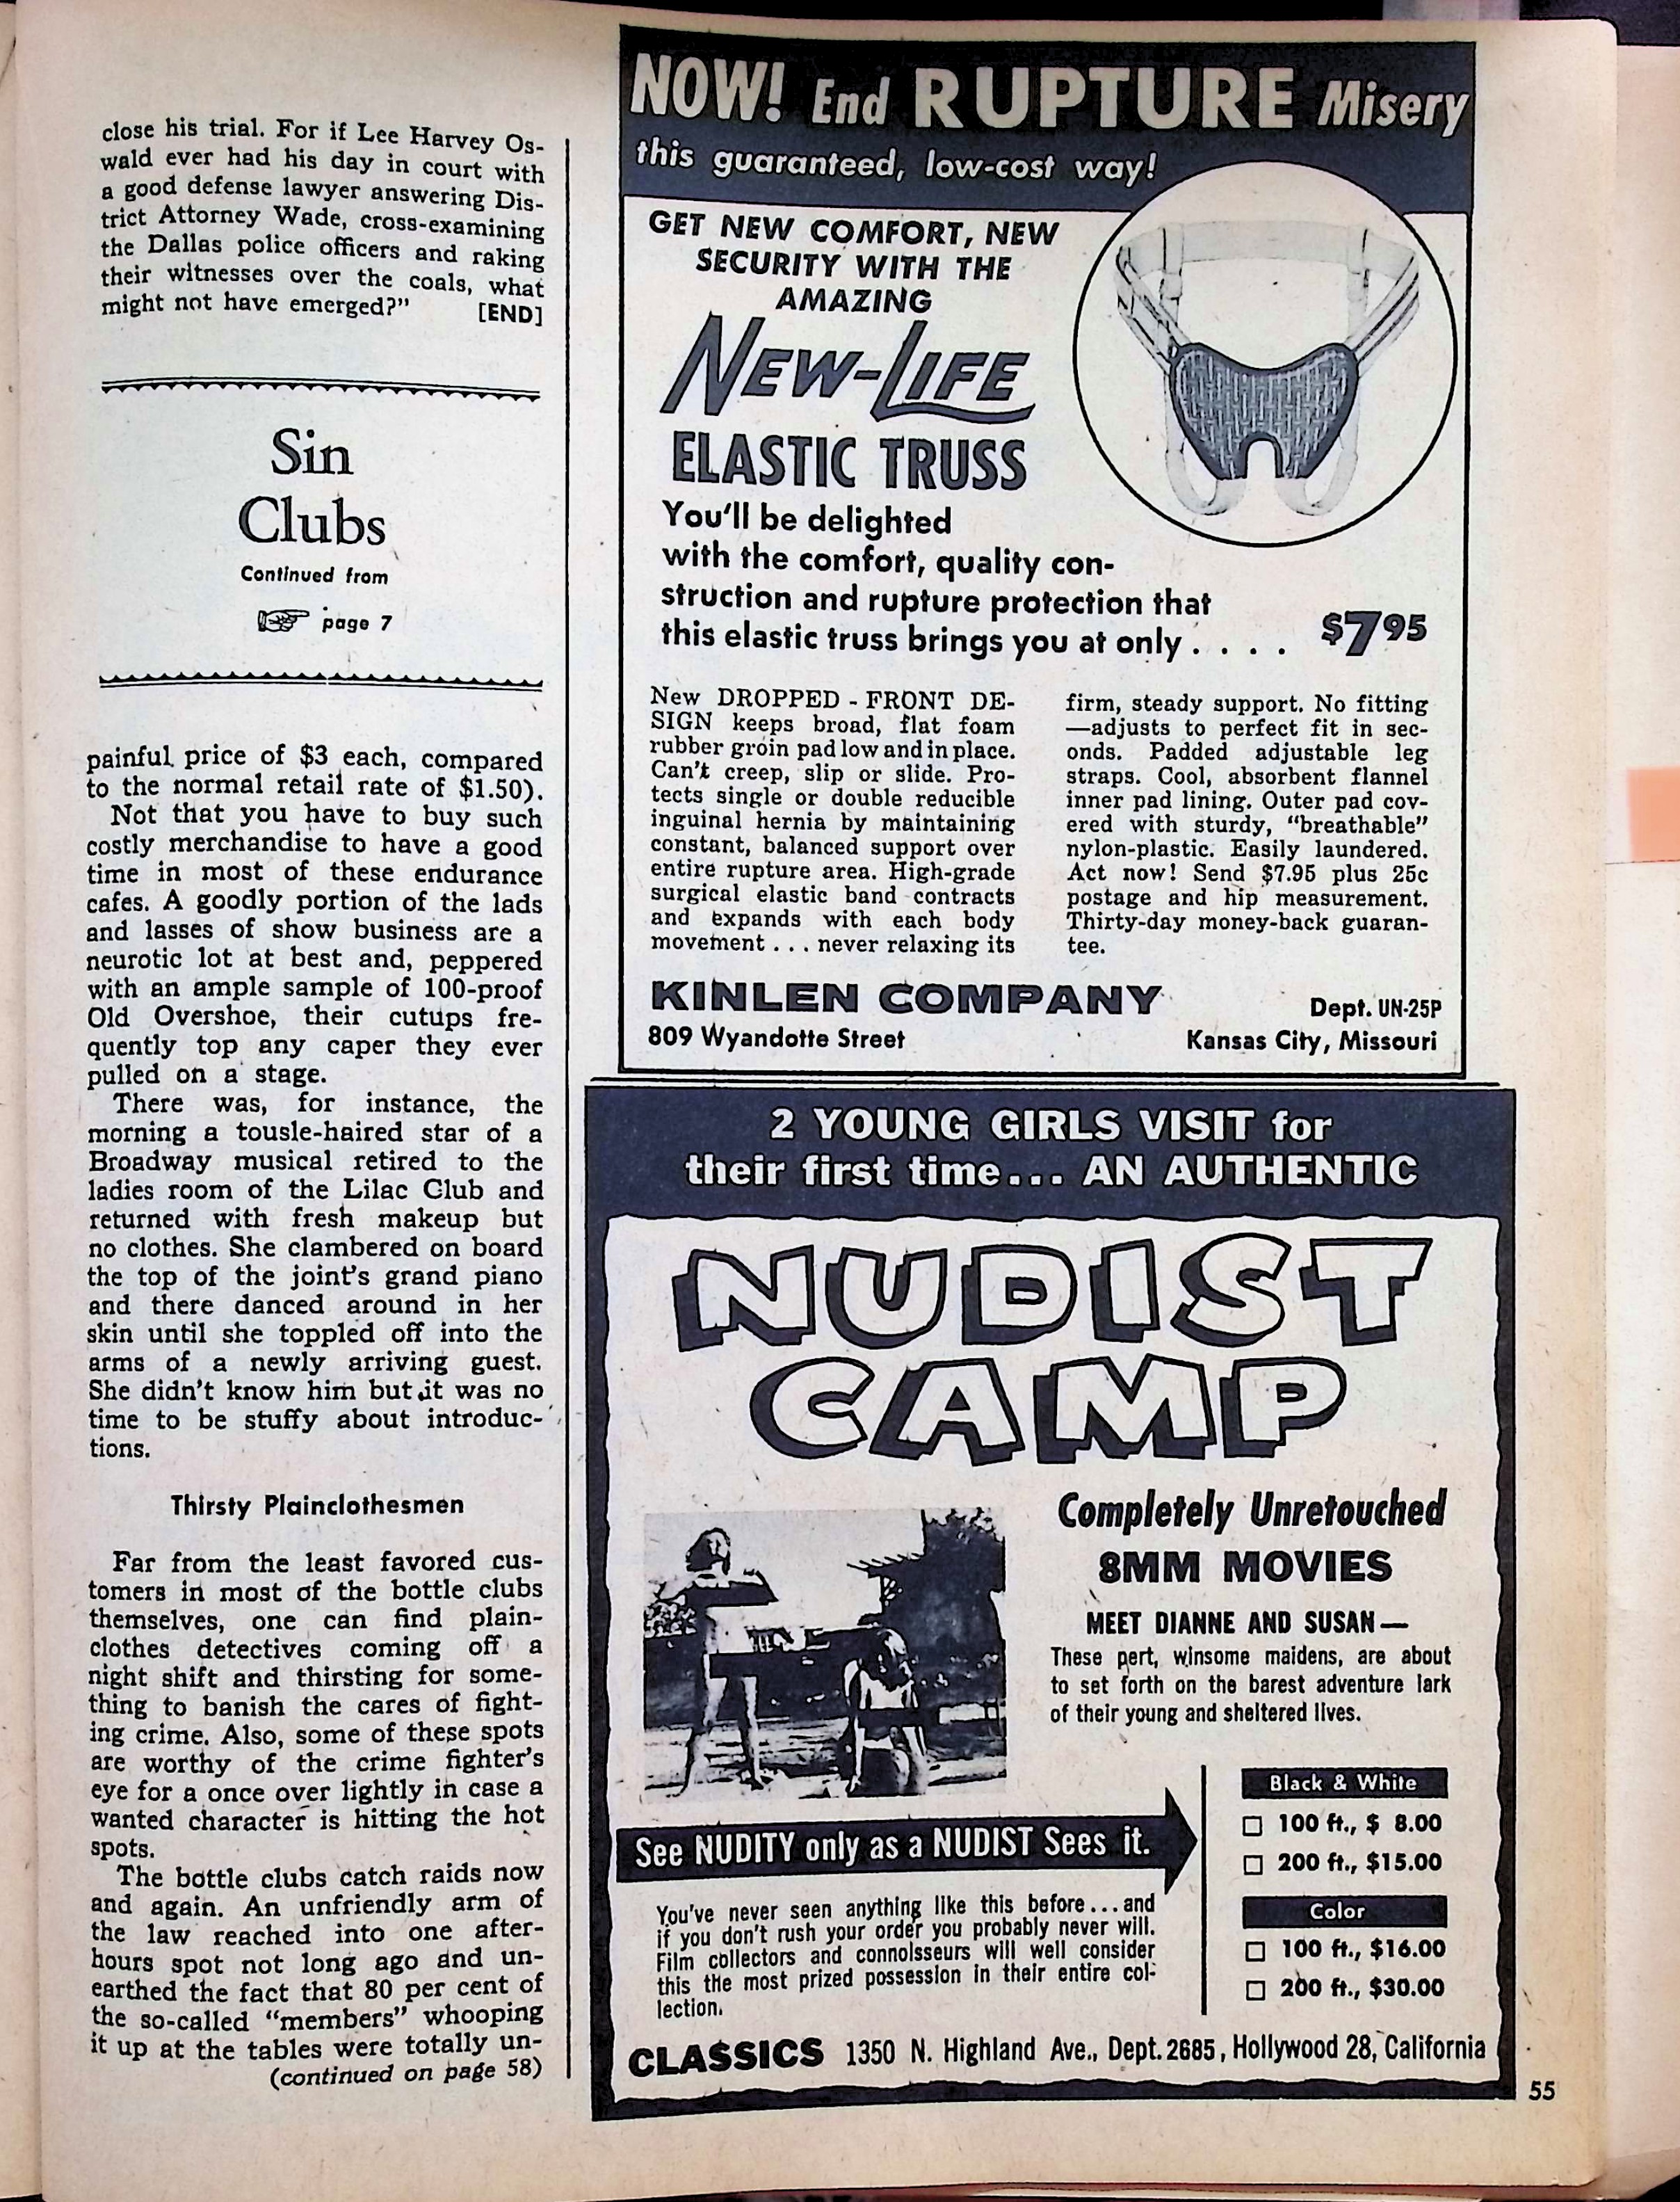 close his trial. For if Lee Harvey Os-
wald ever had his day in court with
a good defense lawyer answering Dis-
trict Attorney Wade, cross-examining
the Dallas police officers and raking
their witnesses over the coals, what
might not have emerged?" [END]
Sin
Clubs
Continued from
page 7
painful price of $3 each, compared
to the normal retail rate of $1.50).
Not that you have to buy such
costly merchandise to have a good
time in most of these endurance
cafes. A goodly portion of the lads
and lasses of show business are a
neurotic lot at best and, peppered
with an ample sample of 100-proof
Old Overshoe, their cutups fre-
quently top any caper they ever
pulled on a stage.
There was, for instance, the
morning a tousle-haired star of a
Broadway musical retired to the
ladies room of the Lilac Club and
returned with fresh makeup but
no clothes. She clambered on board
the top of the joint's grand piano
and there danced around in her
skin until she toppled off into the
arms of a newly arriving guest.
She didn't know him but it was no
time to be stuffy about introduc-
tions.
Thirsty Plainclothesmen
Far from the least favored cus-
tomers in most of the bottle clubs
themselves, one can find plain-
clothes detectives coming off a
night shift and thirsting for some-
thing to banish the cares of fight-
ing crime. Also, some of these spots
are worthy of the crime fighter's
eye for a once over lightly in case a
wanted character is hitting the hot
spots.
The bottle clubs catch raids now
and again. An unfriendly arm of
the law reached into one after-
hours spot not long ago and un-
earthed the fact that 80 per cent of
the so-called "members" whooping
it up at the tables were totally un-
(continued on page 58)
NOW! End RUPTURE Misery
this guaranteed, low-cost way!
GET NEW COMFORT, NEW
SECURITY WITH THE
AMAZING
NEW-LIFE
ELASTIC TRUSS
You'll be delighted
with the comfort, quality con-
struction and rupture protection that
this elastic truss brings you at only . . . . $7.95
New DROPPED - FRONT DE-
SIGN keeps broad, flat foam
rubber groin pad low and in place.
Can't creep, slip or slide. Pro-
tects single or double reducible
inguinal hernia by maintaining
constant, balanced support over
entire rupture area. High-grade
surgical elastic band contracts
and expands with each body
movement . . . never relaxing its
firm, steady support. No fitting
—adjusts to perfect fit in sec-
onds. Padded adjustable leg
straps. Cool, absorbent flannel
inner pad lining. Outer pad cov-
ered with sturdy, "breathable"
nylon-plastic. Easily laundered.
Act now! Send $7.95 plus 25c
postage and hip measurement.
Thirty-day money-back guaran-
tee.
KINLEN COMPANY Dept. UN-25P
809 Wyandotte Street Kansas City, Missouri
2 YOUNG GIRLS VISIT for
their first time... AN AUTHENTIC
NUDIST
CAMP
Completely Unretouched
8MM MOVIES
MEET DIANNE AND SUSAN—
These pert, winsome maidens, are about
to set forth on the barest adventure lark
of their young and sheltered lives.
See NUDITY only as a NUDIST Sees it.
You've never seen anything like this before...and
if you don't rush your order you probably never will.
Film collectors and connoisseurs will well consider
this the most prized possession in their entire col-
lection.
Black & White
100 ft., $ 8.00
200 ft., $15.00
Color
100 ft., $16.00
200 ft., $30.00
CLASSICS 1350 N. Highland Ave., Dept. 2685, Hollywood 28, California
55